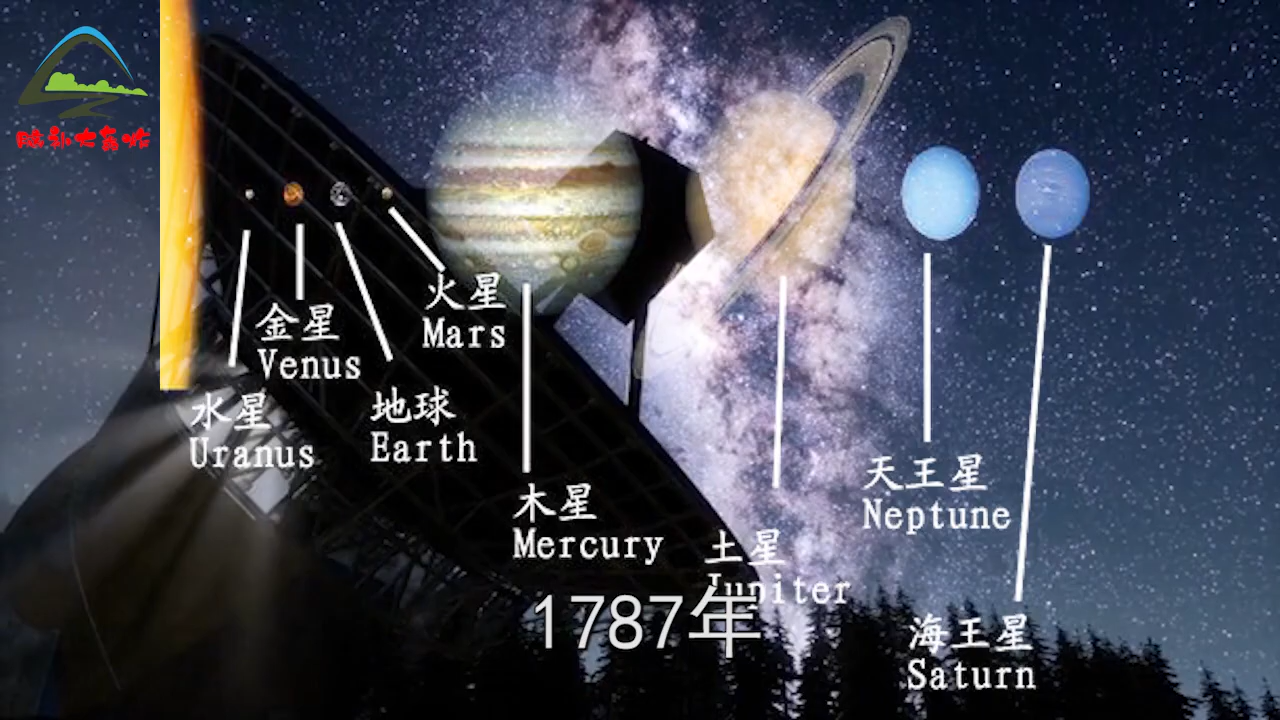 火星
Mars
金星
Venus
水星
Uranus
地球
Earth
木星
Mercury
土星
Jupiter
天王星
Neptune
海王星
Saturn
1787年